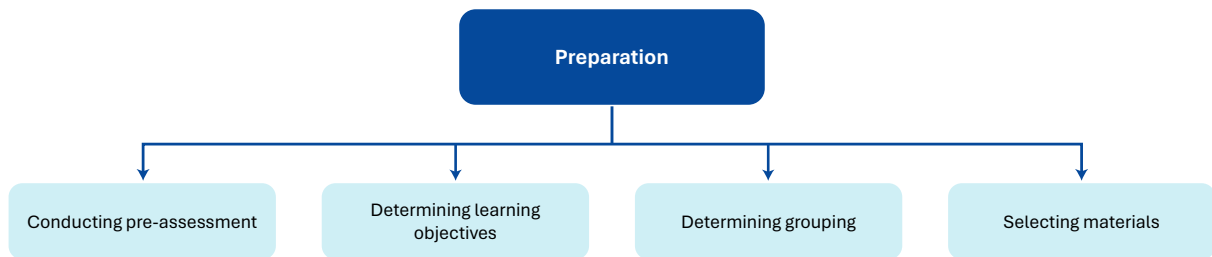 Preparation
Conducting pre-assessment
Determining learning
objectives
Determining grouping
Selecting materials